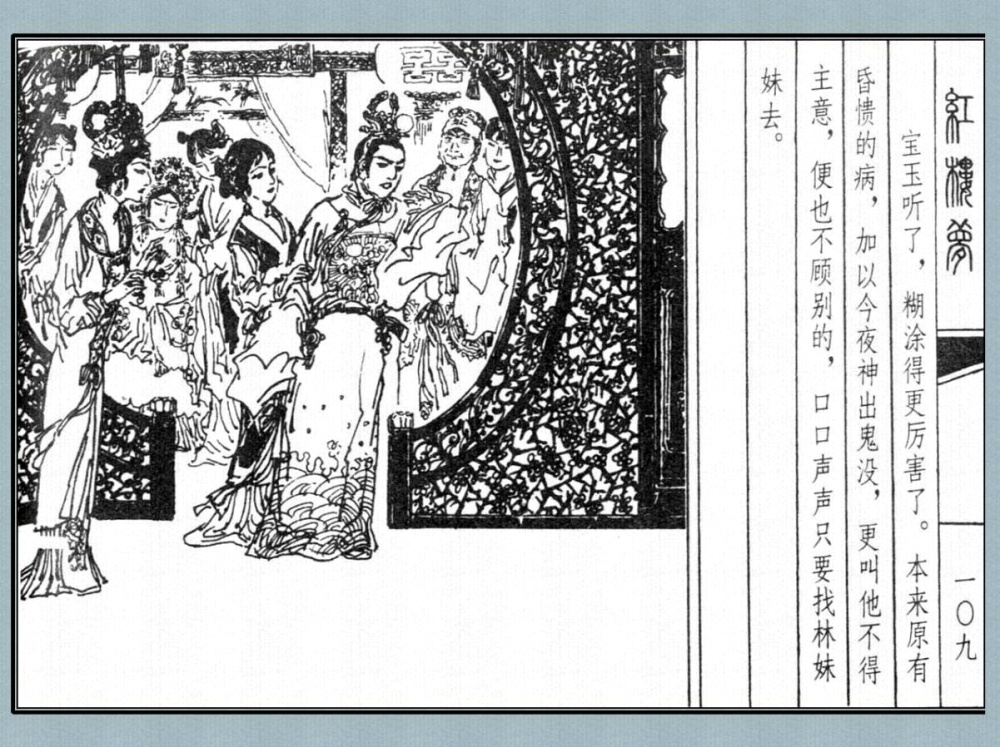 紅樓夢
一〇九
宝玉听了，糊涂得更厉害了。本来原有
昏愦的病，加以今夜神出鬼没，更叫他不得
主意，便也不顾别的，口口声声只要找林妹
妹去。
囍